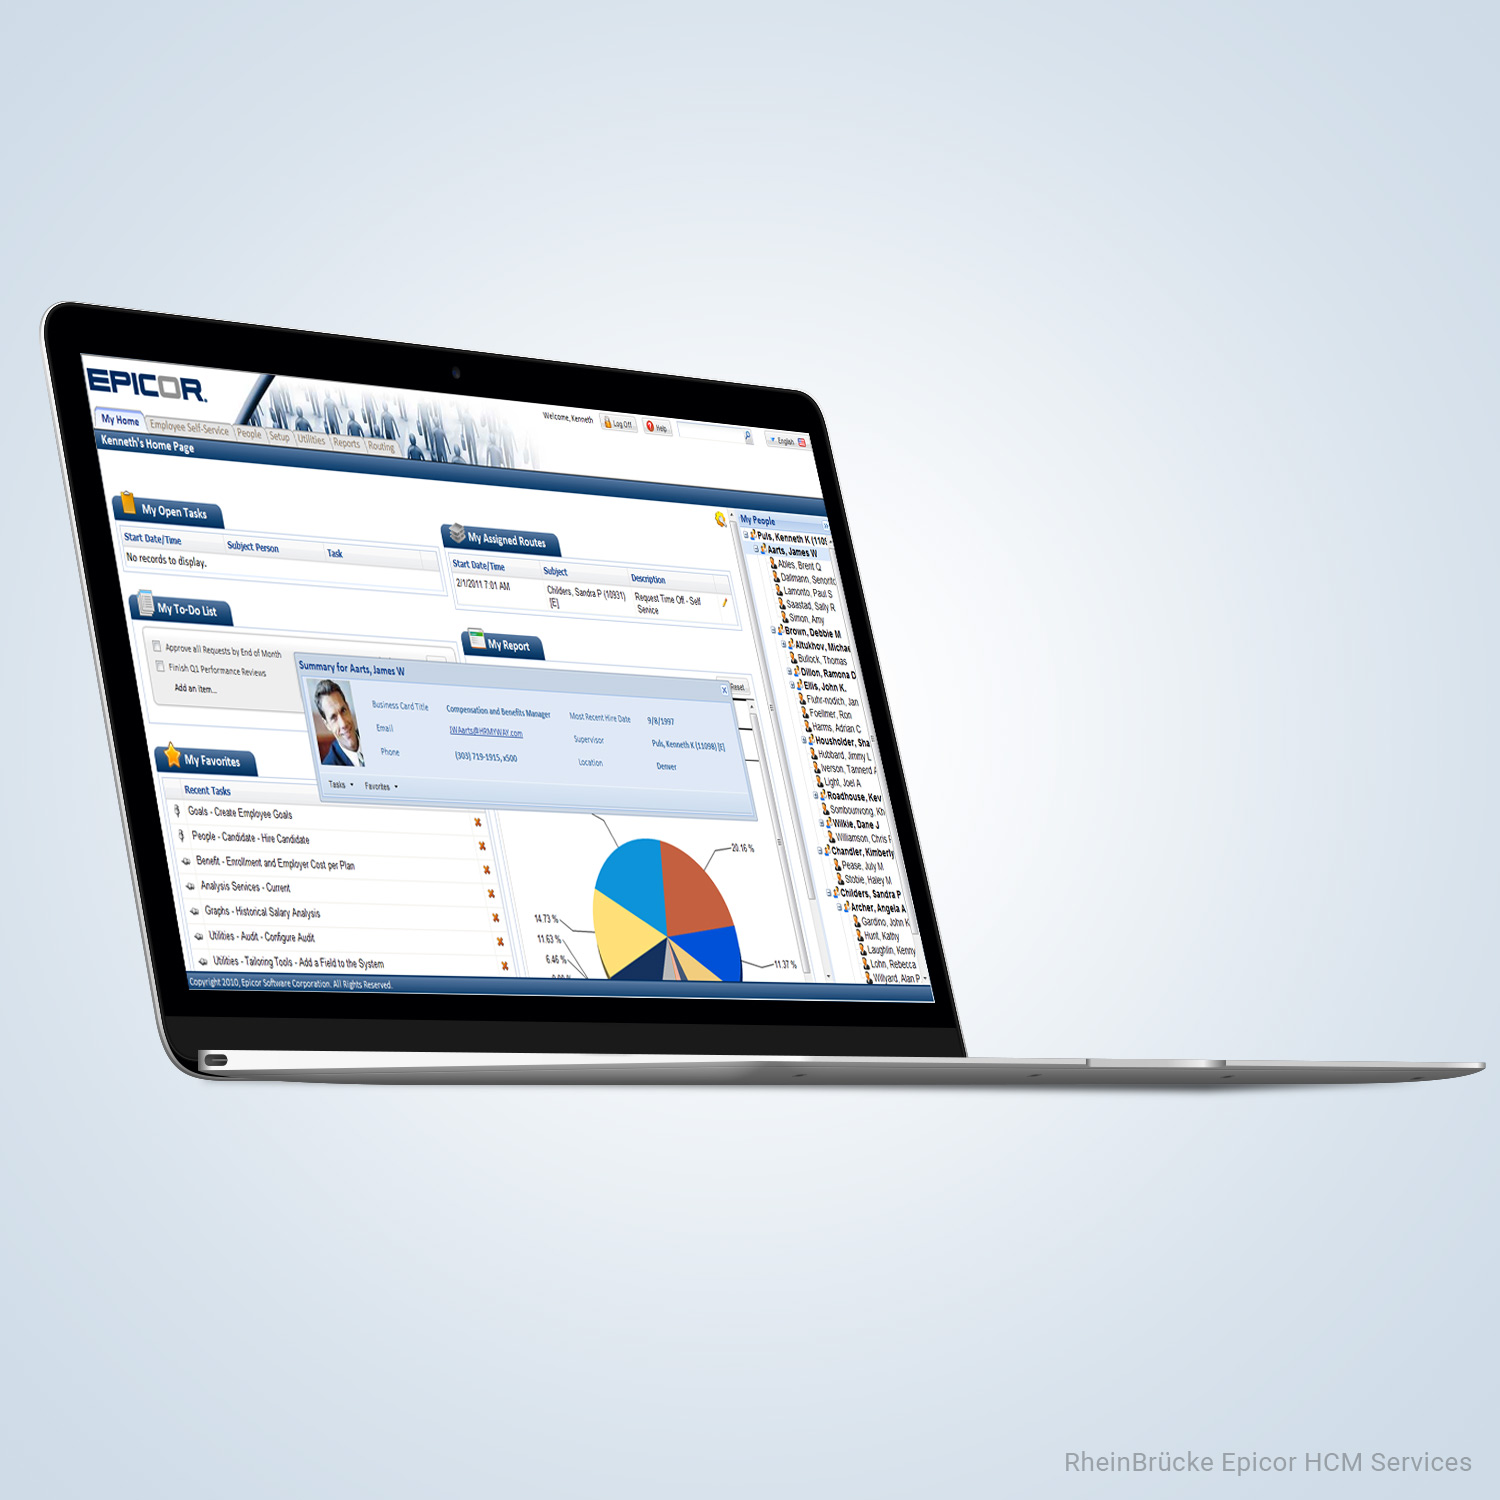 EPICOR.
Welcome, Kenneth
Log Off
Help
English
My Home
Employee Self-Service
People
Setup
Utilities
Reports
Routing
Kenneth's Home Page
My Open Tasks
Start Date/Time Subject Person Task
No records to display.
My Assigned Routes
Start Date/Time Subject Description
2/1/2011 7:01 AM Childers, Sandra P (10931) Request Time Off - Self
[E] Service
My To-Do List
Approve all Requests by End of Month
Finish Q1 Performance Reviews
Add an item...
My Report
Reset
Summary for Aarts, James W
Business Card Title Compensation and Benefits Manager Most Recent Hire Date 9/8/1997
Email JWAarts@HRMYWAY.com Supervisor Puls, Kenneth K (11098) [E]
Phone (303) 719-1915, x500 Location Denver
Tasks Favorites
My Favorites
Recent Tasks
Goals - Create Employee Goals
People - Candidate - Hire Candidate
Benefit - Enrollment and Employer Cost per Plan
Analysis Services - Current
Graphs - Historical Salary Analysis
Utilities - Audit - Configure Audit
Utilities - Tailoring Tools - Add a Field to the System
20.16 %
14.73 %
11.63 %
6.46 %
11.37 %
My People
Puls, Kenneth K (1109
Aarts, James W
Ables, Brent Q
Dalmann, Senorit
Lamonto, Paul S
Saastad, Sally R
Simon, Amy
Brown, Debbie M
Altukhov, Michae
Bullock, Thomas
Dillon, Ramona D
Ellis, John K.
Fluhr-nodich, Jan
Foellmer, Ron
Harms, Adrian C
Housholder, Sha
Hubbard, Jimmy L
Iverson, Tannerd A
Light, Joel A
Roadhouse, Kev
Sombounvong, Kh
Wilkie, Dane J
Williamson, Chris F
Chandler, Kimberly
Pease, July M
Stobie, Haley M
Childers, Sandra P
Archer, Angela A
Gardino, John K
Hunt, Kathy
Laughlin, Kenny
Lohn, Rebecca
Willyard, Alan P
Copyright 2010, Epicor Software Corporation. All Rights Reserved.
RheinBrücke Epicor HCM Services